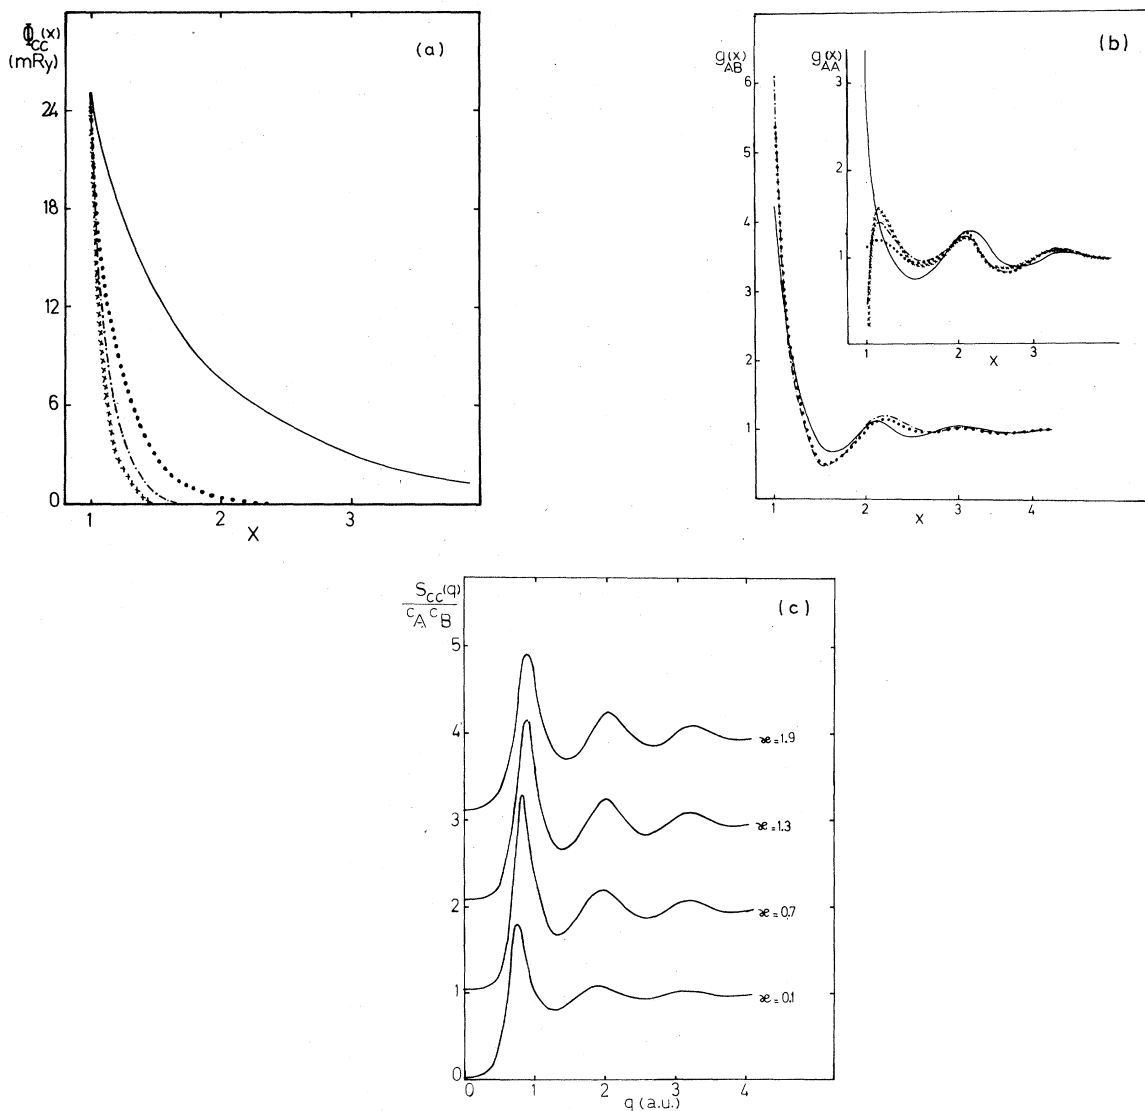 Φcc(x)
(mRy)
(a)
24
18
12
6
0
1
2
3
X
(b)
gAB(x)
gAA(x)
6
5
4
3
2
1
3
2
1
1
2
3
X
1
2
3
4
X
Scc(q)
cAcB
(c)
5
4
3
2
1
0
æ=1.9
æ=1.3
æ=0.7
æ=0.1
0
1
2
3
4
q (a.u.)